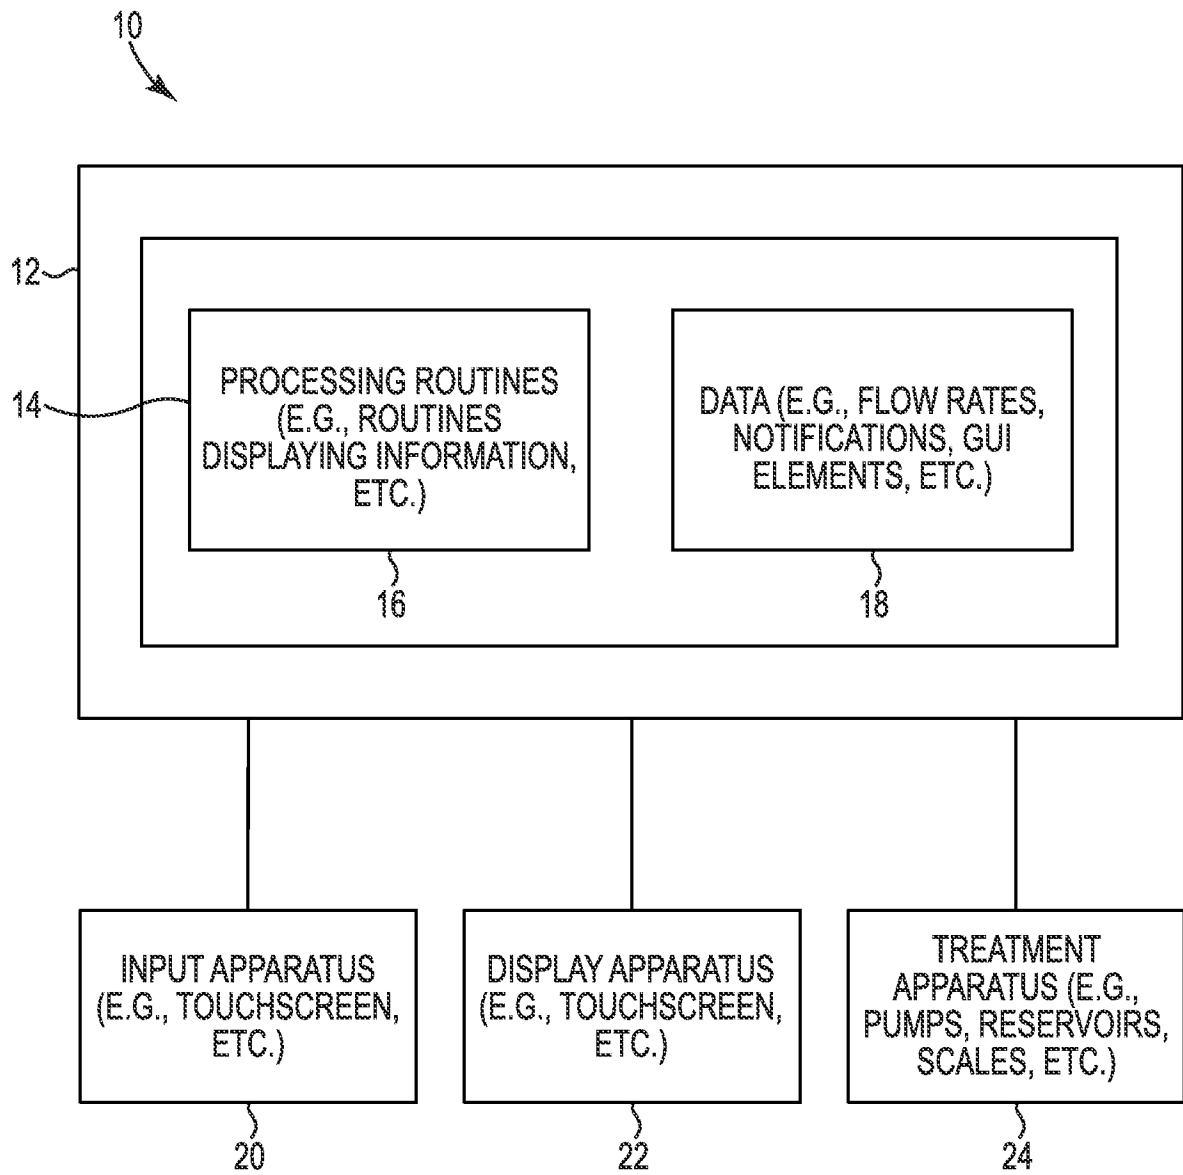 10
12
14
PROCESSING ROUTINES
(E.G., ROUTINES
DISPLAYING INFORMATION,
ETC.)
16
DATA (E.G., FLOW RATES,
NOTIFICATIONS, GUI
ELEMENTS, ETC.)
18
INPUT APPARATUS
(E.G., TOUCHSCREEN,
ETC.)
20
DISPLAY APPARATUS
(E.G., TOUCHSCREEN,
ETC.)
22
TREATMENT
APPARATUS (E.G.,
PUMPS, RESERVOIRS,
SCALES, ETC.)
24